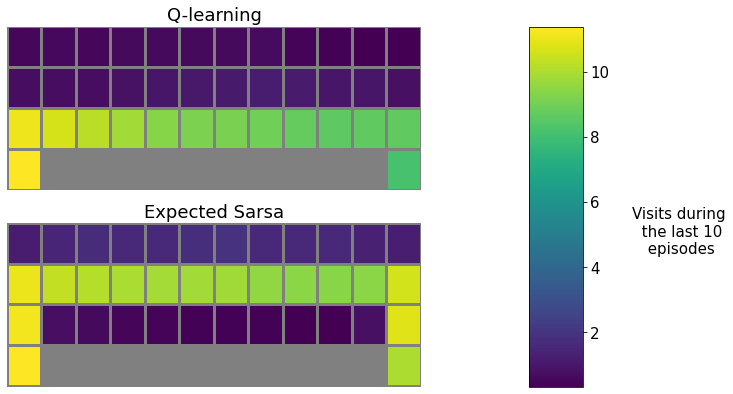 Q-learning
Expected Sarsa
10
8
6
4
2
Visits during
the last 10
episodes